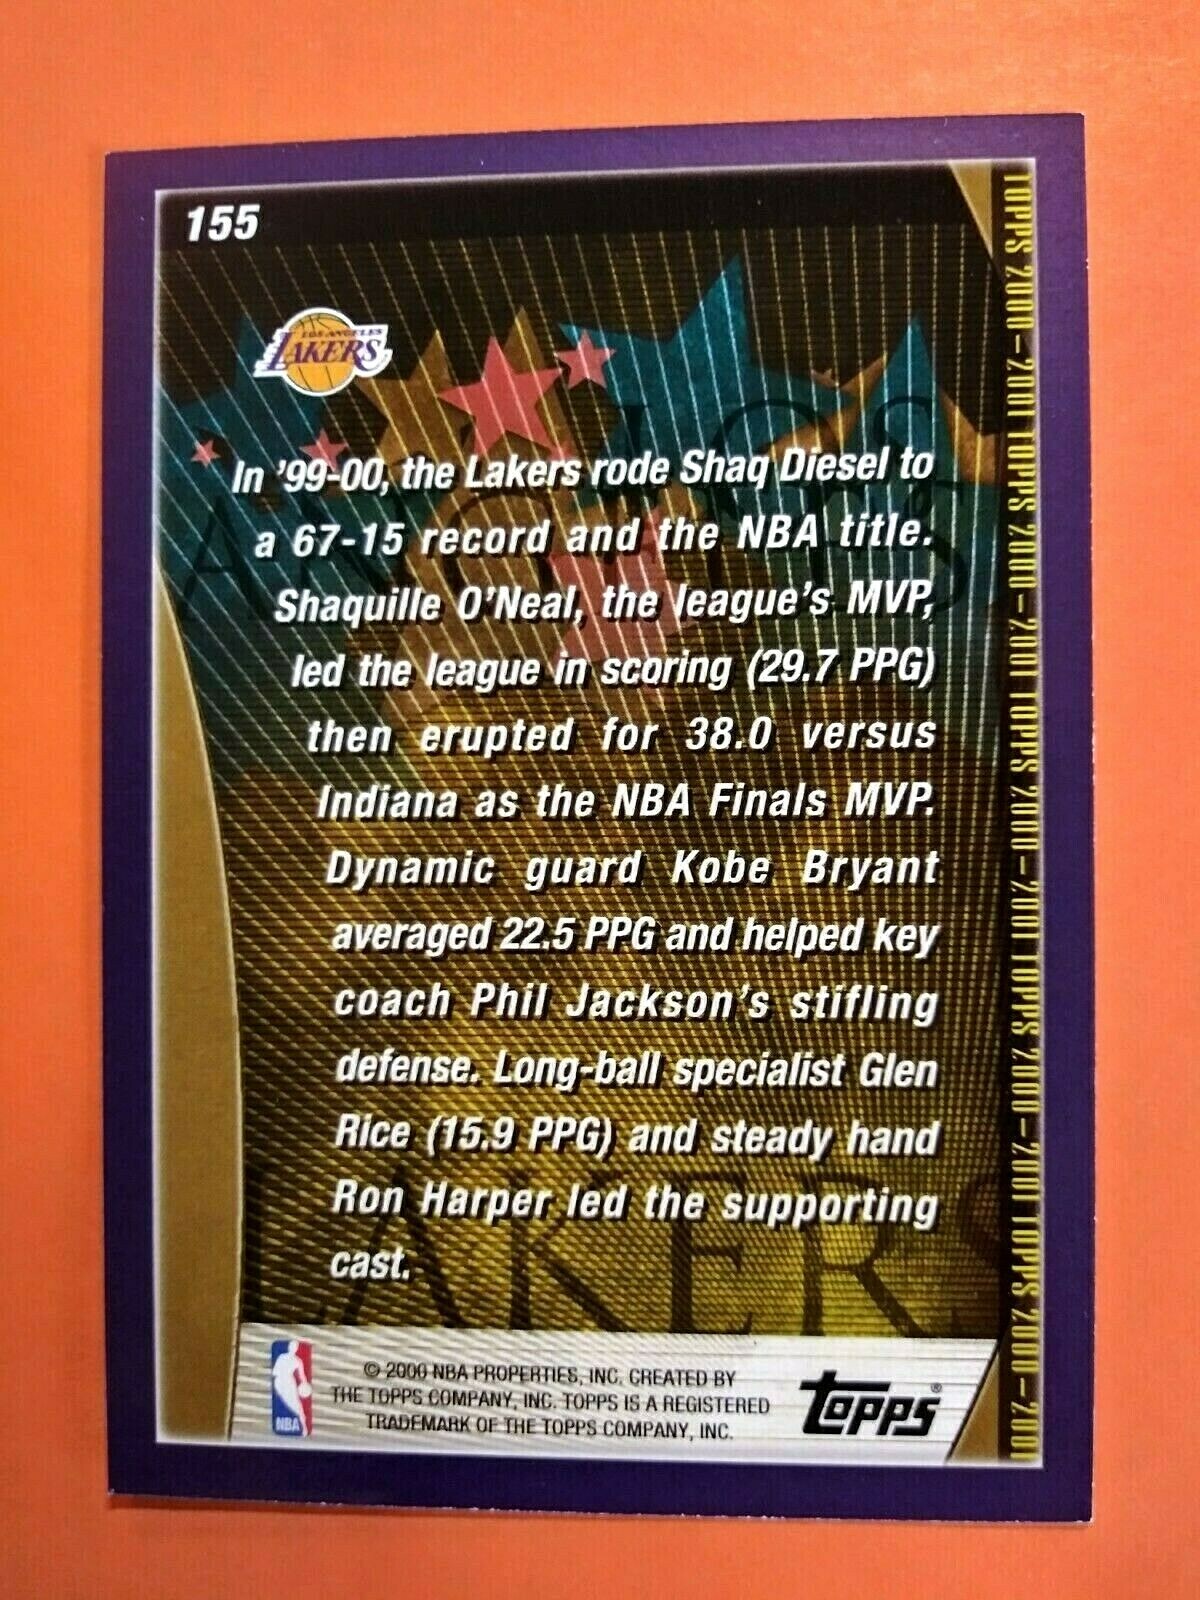 155
LOS ANGELES
LAKERS
LOS
ANGELES
In '99-00, the Lakers rode Shaq Diesel to
a 67-15 record and the NBA title.
Shaquille O'Neal, the league's MVP,
led the league in scoring (29.7 PPG)
then erupted for 38.0 versus
Indiana as the NBA Finals MVP.
Dynamic guard Kobe Bryant
averaged 22.5 PPG and helped key
coach Phil Jackson's stifling
defense. Long-ball specialist Glen
Rice (15.9 PPG) and steady hand
Ron Harper led the supporting
cast.
LAKERS
NBA
© 2000 NBA PROPERTIES, INC. CREATED BY
THE TOPPS COMPANY, INC. TOPPS IS A REGISTERED
TRADEMARK OF THE TOPPS COMPANY, INC.
TOPPS®
TOPPS 2000-2001 TOPPS 2000-2001 TOPPS 2000-2001 TOPPS 2000-2001 TOPPS 2000-2001